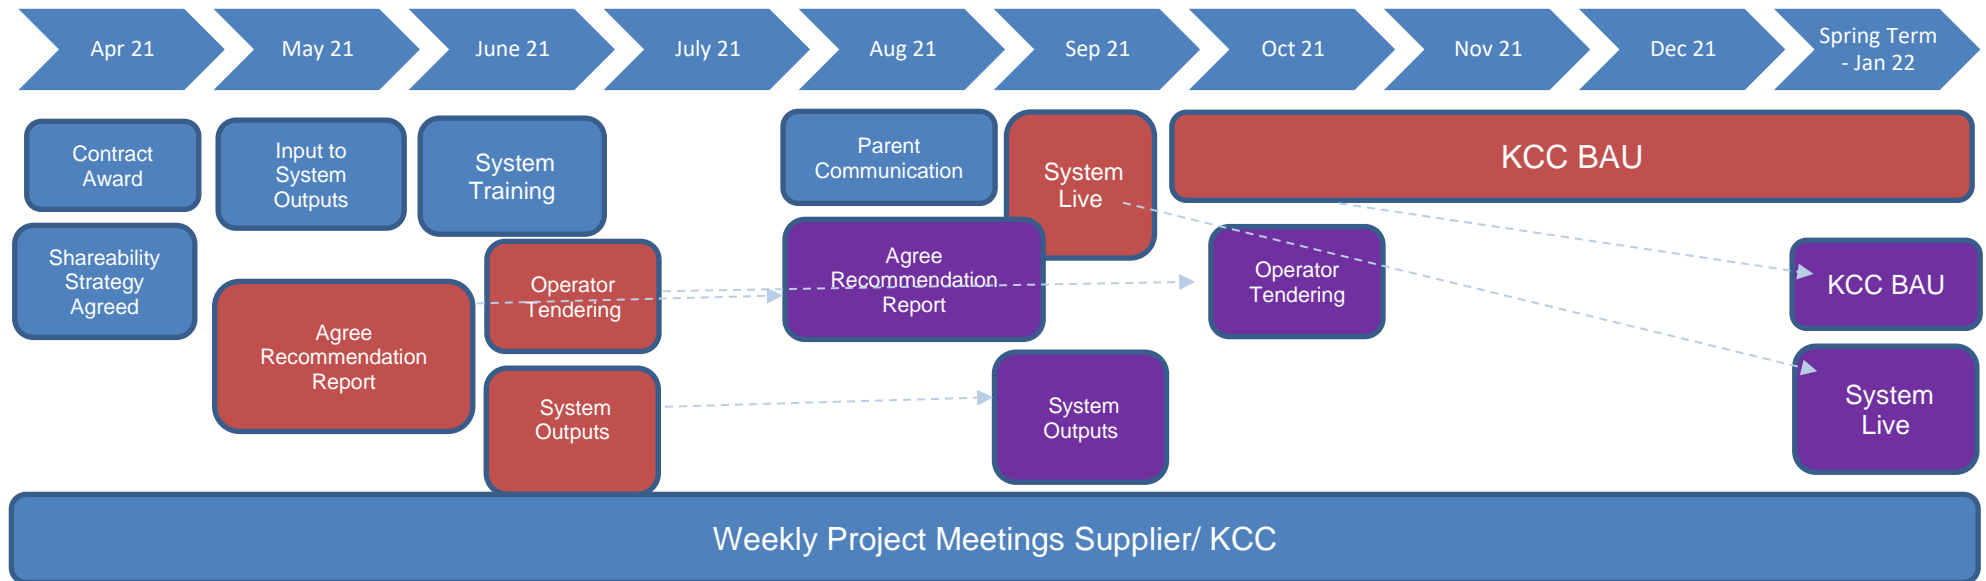 Apr 21
May 21
June 21
July 21
Aug 21
Sep 21
Oct 21
Nov 21
Dec 21
Spring Term
- Jan 22
Contract
Award
Input to
System
Outputs
System
Training
Parent
Communication
System
Live
KCC BAU
Shareability
Strategy
Agreed
Agree
Recommendation
Report
Operator
Tendering
Agree
Recommendation
Report
Operator
Tendering
KCC BAU
System
Outputs
System
Outputs
System
Live
Weekly Project Meetings Supplier/ KCC